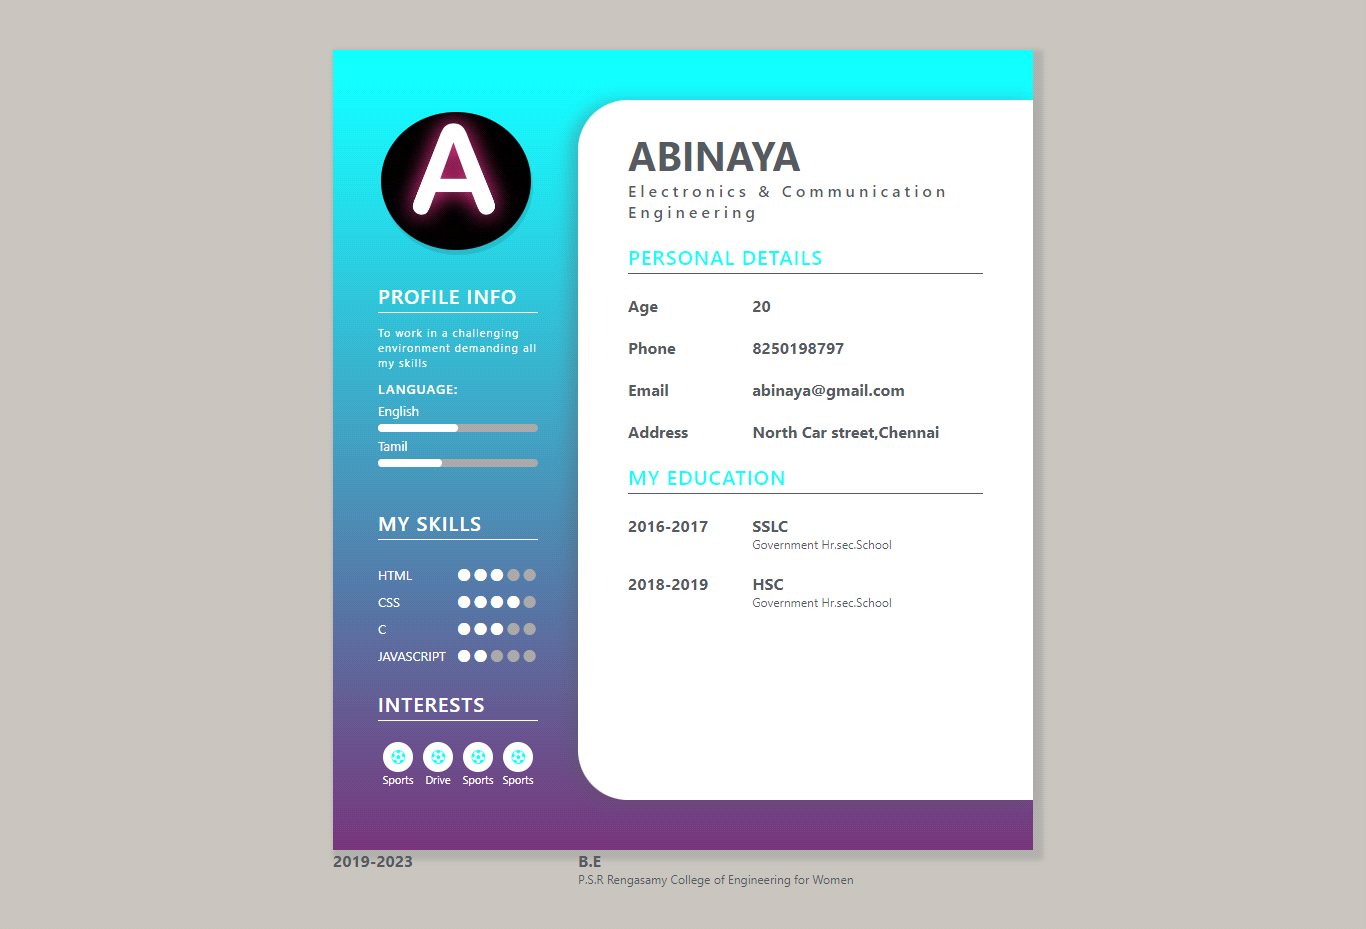 A
PROFILE INFO
To work in a challenging
environment demanding all
my skills
LANGUAGE:
English
Tamil
MY SKILLS
HTML
CSS
C
JAVASCRIPT
INTERESTS
Sports Drive Sports Sports
ABINAYA
Electronics & Communication
Engineering
PERSONAL DETAILS
Age 20
Phone 8250198797
Email abinaya@gmail.com
Address North Car street,Chennai
MY EDUCATION
2016-2017 SSLC
Government Hr.sec.School
2018-2019 HSC
Government Hr.sec.School
2019-2023 B.E
P.S.R Rengasamy College of Engineering for Women